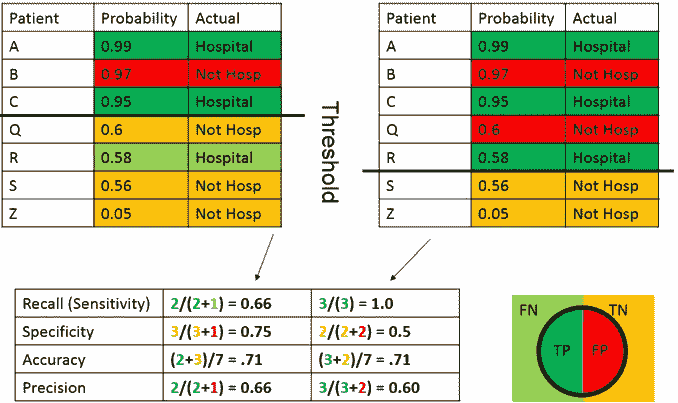 Patient Probability Actual
A 0.99 Hospital
B 0.97 Not Hosp
C 0.95 Hospital
Q 0.6 Not Hosp
R 0.58 Hospital
S 0.56 Not Hosp
Z 0.05 Not Hosp
Threshold
Patient Probability Actual
A 0.99 Hospital
B 0.97 Not Hosp
C 0.95 Hospital
Q 0.6 Not Hosp
R 0.58 Hospital
S 0.56 Not Hosp
Z 0.05 Not Hosp
Recall (Sensitivity) 2/(2+1) = 0.66 3/(3) = 1.0
Specificity 3/(3+1) = 0.75 2/(2+2) = 0.5
Accuracy (2+3)/7 = .71 (3+2)/7 = .71
Precision 2/(2+1) = 0.66 3/(3+2) = 0.60
FN TN
TP FP